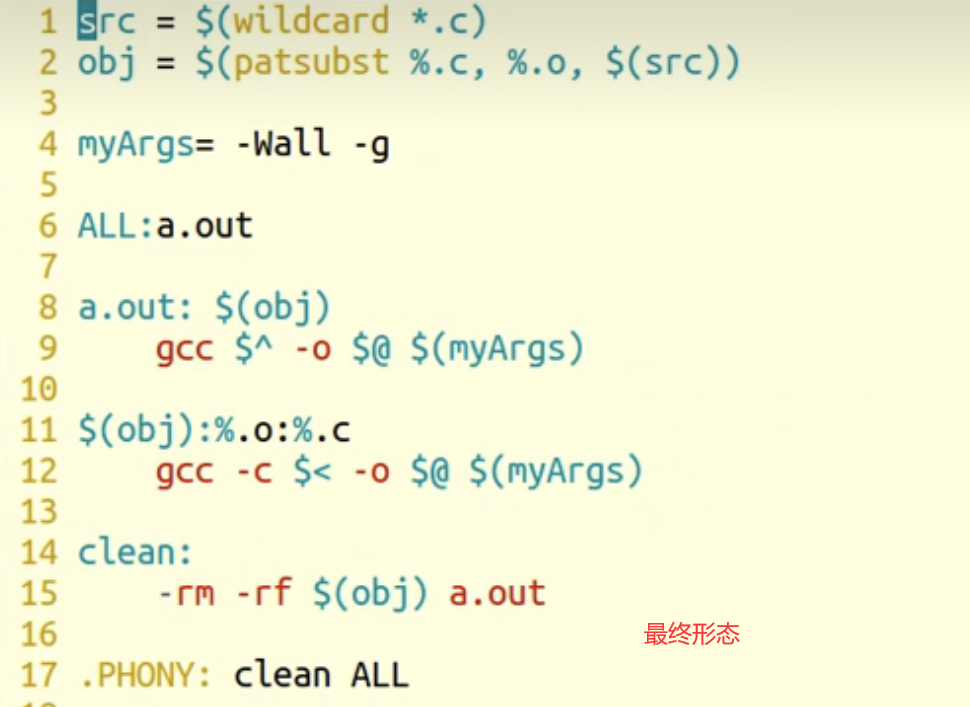 1 src = $(wildcard *.c)
2 obj = $(patsubst %.c, %.o, $(src))
3
4 myArgs= -Wall -g
5
6 ALL:a.out
7
8 a.out: $(obj)
9     gcc $^ -o $@ $(myArgs)
10
11 $(obj):%.o:%.c
12     gcc -c $< -o $@ $(myArgs)
13
14 clean:
15     -rm -rf $(obj) a.out
16
最终形态
17 .PHONY: clean ALL